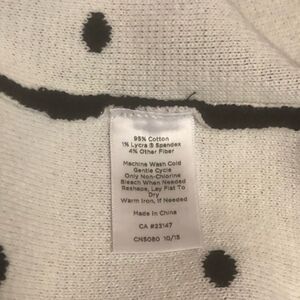 95% Cotton
1% Lycra ® Spandex
4% Other Fiber
Machine Wash Cold
Gentle Cycle
Only Non-Chlorine
Bleach When Needed
Reshape, Lay Flat To
Dry
Warm Iron, If Needed
Made In China
CA #23147
CN5080 10/15